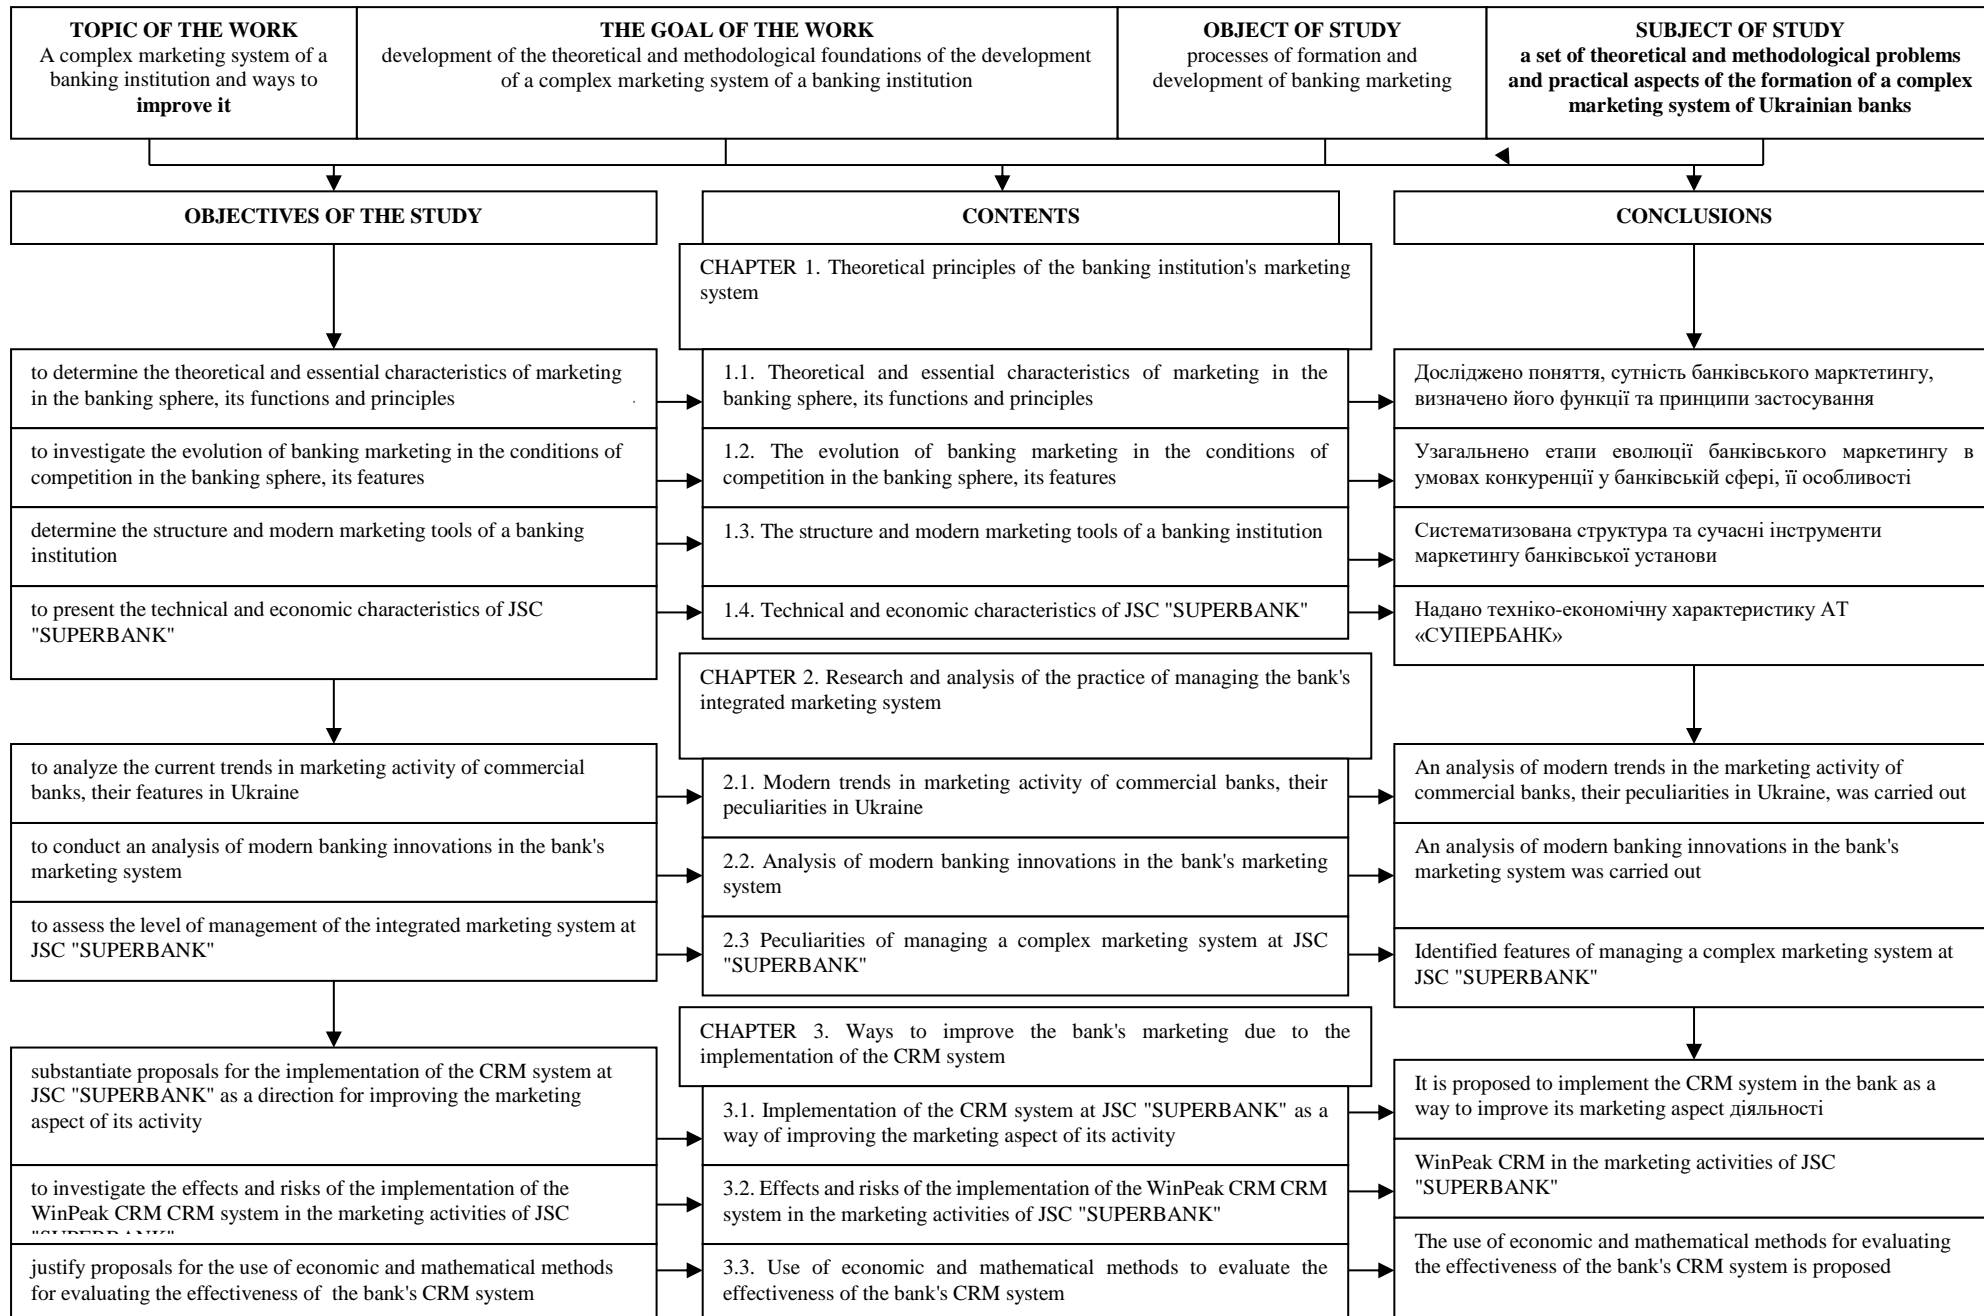 TOPIC OF THE WORK
A complex marketing system of a
banking institution and ways to
improve it
THE GOAL OF THE WORK
development of the theoretical and methodological foundations of the development
of a complex marketing system of a banking institution
OBJECT OF STUDY
processes of formation and
development of banking marketing
SUBJECT OF STUDY
a set of theoretical and methodological problems
and practical aspects of the formation of a complex
marketing system of Ukrainian banks
OBJECTIVES OF THE STUDY
CONTENTS
CONCLUSIONS
CHAPTER 1. Theoretical principles of the banking institution's marketing
system
to determine the theoretical and essential characteristics of marketing
in the banking sphere, its functions and principles
1.1. Theoretical and essential characteristics of marketing in the
banking sphere, its functions and principles
Досліджено поняття, сутність банківського марктетингу,
визначено його функції та принципи застосування
to investigate the evolution of banking marketing in the conditions of
competition in the banking sphere, its features
1.2. The evolution of banking marketing in the conditions of
competition in the banking sphere, its features
Узагальнено етапи еволюції банківського маркетингу в
умовах конкуренції у банківській сфері, її особливості
determine the structure and modern marketing tools of a banking
institution
1.3. The structure and modern marketing tools of a banking institution
Систематизована структура та сучасні інструменти
маркетингу банківської установи
to present the technical and economic characteristics of JSC
"SUPERBANK"
1.4. Technical and economic characteristics of JSC "SUPERBANK"
Надано техніко-економічну характеристику АТ
«СУПЕРБАНК»
CHAPTER 2. Research and analysis of the practice of managing the bank's
integrated marketing system
to analyze the current trends in marketing activity of commercial
banks, their features in Ukraine
2.1. Modern trends in marketing activity of commercial banks, their
peculiarities in Ukraine
An analysis of modern trends in the marketing activity of
commercial banks, their peculiarities in Ukraine, was carried out
to conduct an analysis of modern banking innovations in the bank's
marketing system
2.2. Analysis of modern banking innovations in the bank's marketing
system
An analysis of modern banking innovations in the bank's
marketing system was carried out
to assess the level of management of the integrated marketing system at
JSC "SUPERBANK"
2.3 Peculiarities of managing a complex marketing system at JSC
"SUPERBANK"
Identified features of managing a complex marketing system at
JSC "SUPERBANK"
CHAPTER 3. Ways to improve the bank's marketing due to the
implementation of the CRM system
substantiate proposals for the implementation of the CRM system at
JSC "SUPERBANK" as a direction for improving the marketing
aspect of its activity
3.1. Implementation of the CRM system at JSC "SUPERBANK" as a
way of improving the marketing aspect of its activity
It is proposed to implement the CRM system in the bank as a
way to improve its marketing aspect діяльності
to investigate the effects and risks of the implementation of the
WinPeak CRM CRM system in the marketing activities of JSC
3.2. Effects and risks of the implementation of the WinPeak CRM CRM
system in the marketing activities of JSC "SUPERBANK"
WinPeak CRM in the marketing activities of JSC
"SUPERBANK"
justify proposals for the use of economic and mathematical methods
for evaluating the effectiveness of the bank's CRM system
3.3. Use of economic and mathematical methods to evaluate the
effectiveness of the bank's CRM system
The use of economic and mathematical methods for evaluating
the effectiveness of the bank's CRM system is proposed